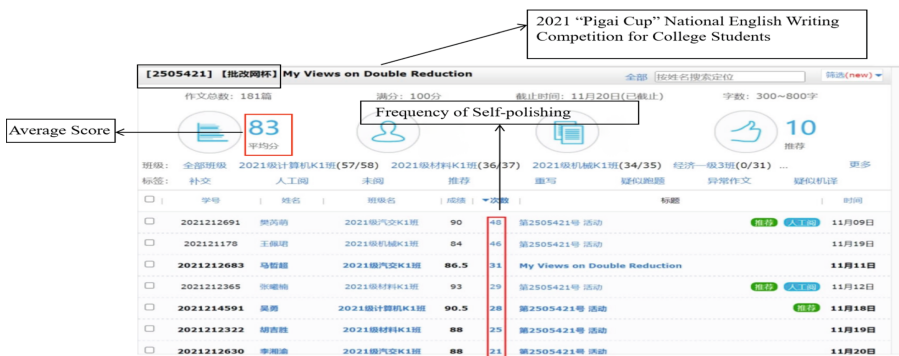 2021 “Pigai Cup” National English Writing
Competition for College Students
[2505421] 【批改网杯】 My Views on Double Reduction
全部 按姓名搜索定位 筛选(new)
作文总数：181篇 满分：100分 截止时间：11月20日(已截止) 字数：300~800字
Frequency of Self-polishing
Average Score
83
平均分
10
推荐
班级： 全部班级 2021级计算机K1班(57/58) 2021级材料K1班(36/37) 2021级机械K1班(34/35) 经济一级3班(0/31) ... 更多
标签： 补交 人工阅 未阅 推荐 重写 疑似跑题 异常作文 疑似机译
学号 姓名 班级名 成绩 次数 标题 时间
2021212691 樊芮萌 2021级汽交K1班 90 48 第2505421号 活动 推荐 人工阅 11月09日
202121178 王佩珺 2021级机械K1班 84 46 第2505421号 活动 11月19日
2021212683 马哲超 2021级汽交K1班 86.5 31 My Views on Double Reduction 11月11日
2021212365 张曦楠 2021级材料K1班 93 29 第2505421号 活动 推荐 人工阅 11月12日
2021214591 吴勇 2021级计算机K1班 90.5 28 第2505421号 活动 推荐 11月18日
2021212322 胡吉胜 2021级材料K1班 88 25 第2505421号 活动 11月19日
2021212630 李湘渝 2021级汽交K1班 88 21 第2505421号 活动 11月20日